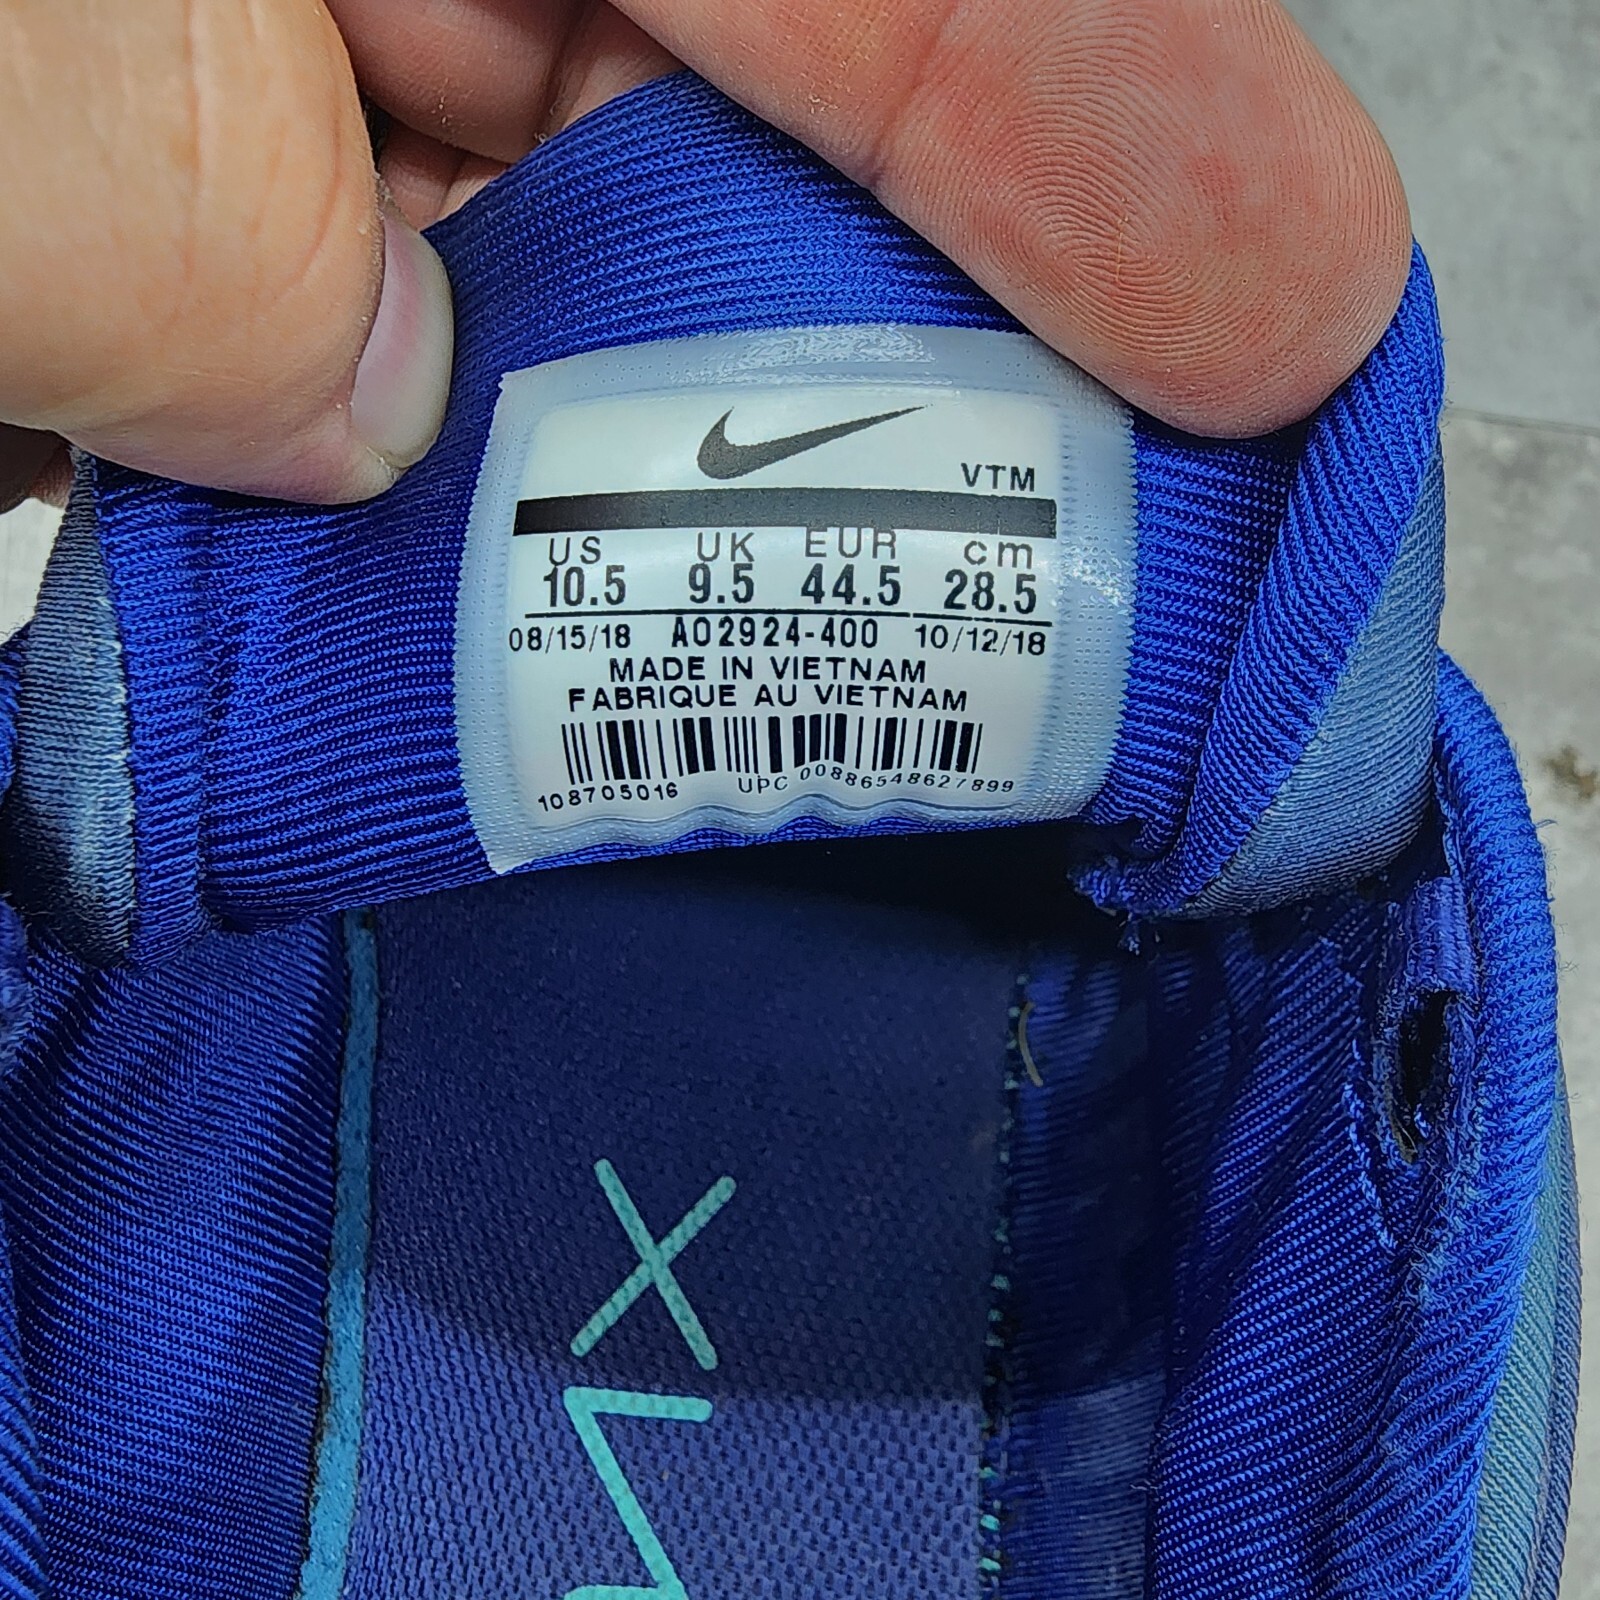 VTM
US UK EUR cm
10.5 9.5 44.5 28.5
08/15/18 AO2924-400 10/12/18
MADE IN VIETNAM
FABRIQUE AU VIETNAM
108705016 UPC 00886548627899
X